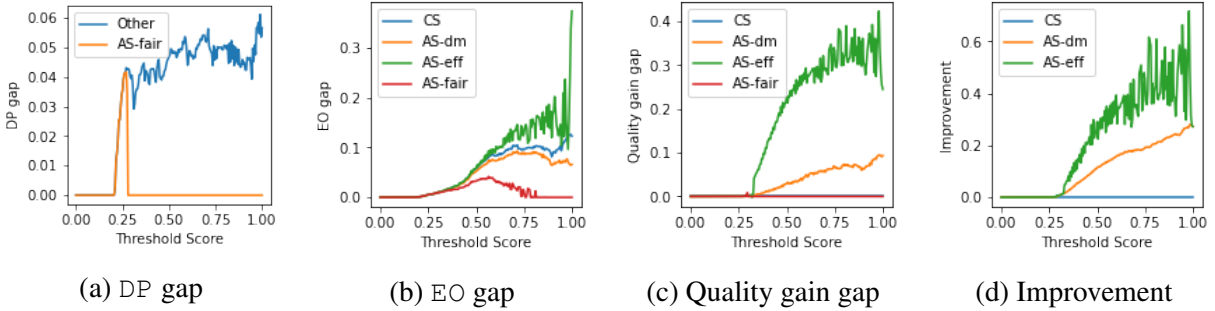 0.06
0.05
0.04
0.03
0.02
0.01
0.00
DP gap
Other
AS-fair
0.00 0.25 0.50 0.75 1.00
Threshold Score
(a) DP gap
0.3
0.2
0.1
0.0
EO gap
CS
AS-dm
AS-eff
AS-fair
0.00 0.25 0.50 0.75 1.00
Threshold Score
(b) EO gap
0.4
0.3
0.2
0.1
0.0
Quality gain gap
CS
AS-dm
AS-eff
AS-fair
0.00 0.25 0.50 0.75 1.00
Threshold Score
(c) Quality gain gap
0.6
0.4
0.2
0.0
Improvement
CS
AS-dm
AS-eff
0.00 0.25 0.50 0.75 1.00
Threshold Score
(d) Improvement